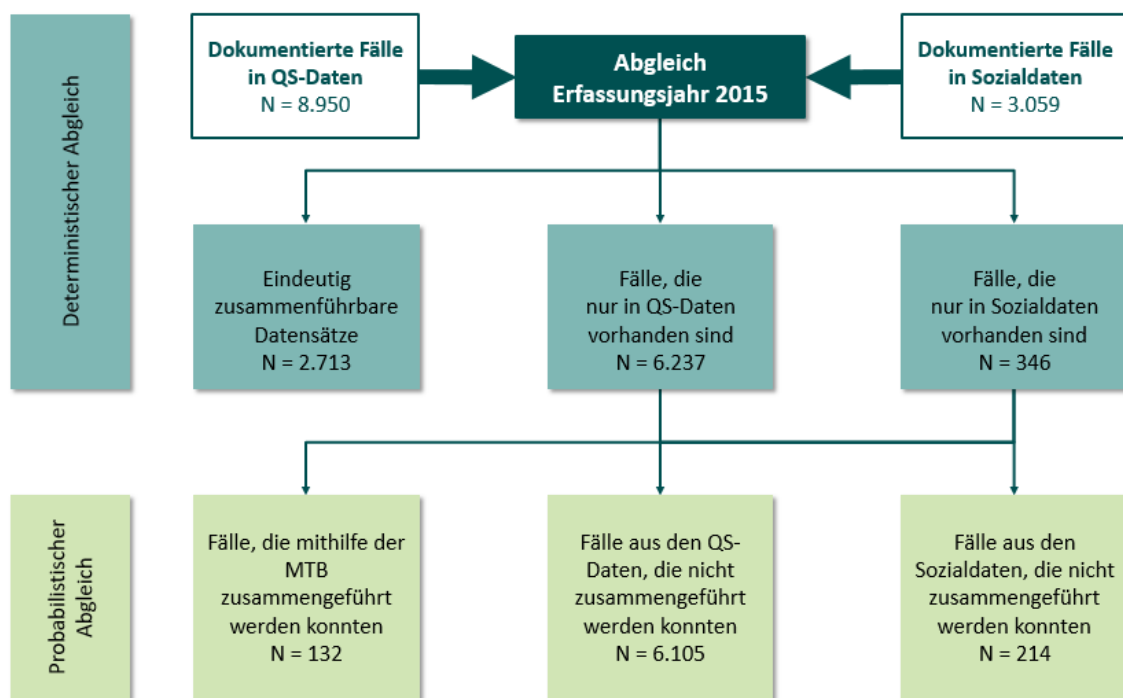 Deterministischer Abgleich
Dokumentierte Fälle
in QS-Daten
N = 8.950
Abgleich
Erfassungsjahr 2015
Dokumentierte Fälle
in Sozialdaten
N = 3.059
Eindeutig
zusammenführbare
Datensätze
N = 2.713
Fälle, die
nur in QS-Daten
vorhanden sind
N = 6.237
Fälle, die
nur in Sozialdaten
vorhanden sind
N = 346
Probabilistischer
Abgleich
Fälle, die mithilfe der
MTB
zusammengeführt
werden konnten
N = 132
Fälle aus den QS-
Daten, die nicht
zusammengeführt
werden konnten
N = 6.105
Fälle aus den
Sozialdaten, die nicht
zusammengeführt
werden konnten
N = 214